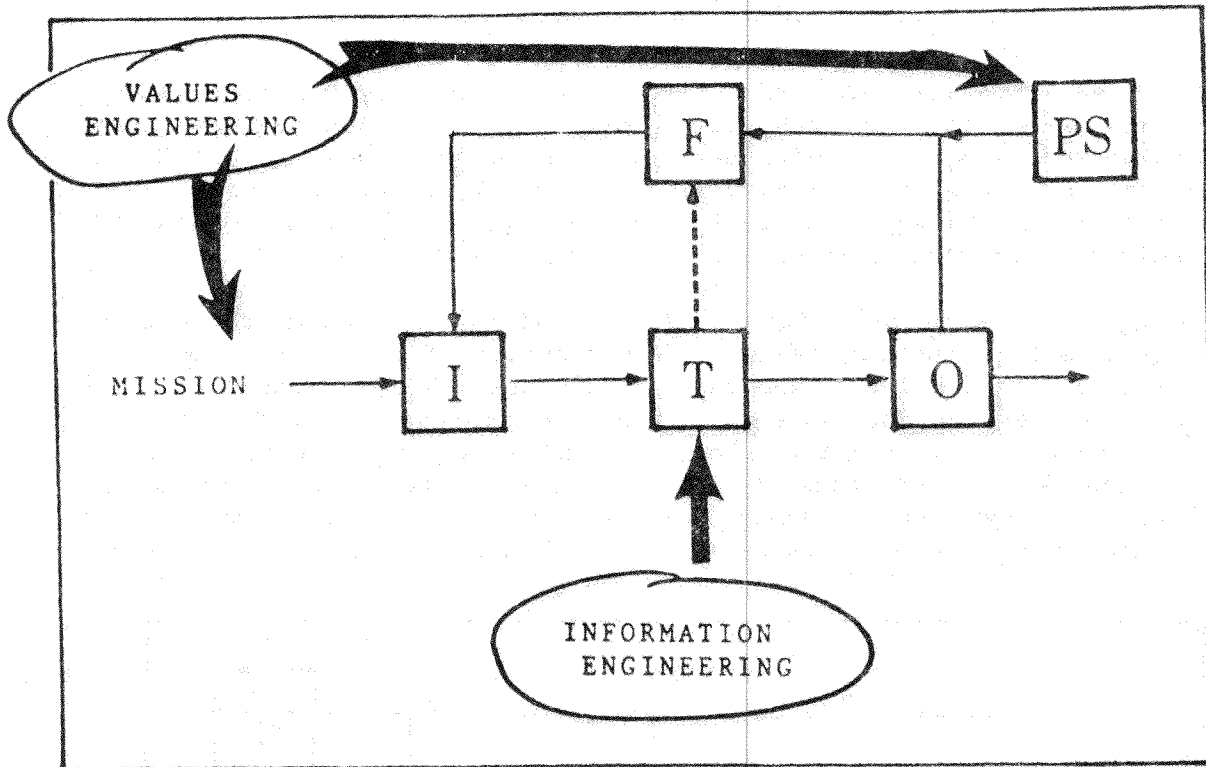 VALUES
ENGINEERING
F
PS
MISSION
I
T
O
INFORMATION
ENGINEERING